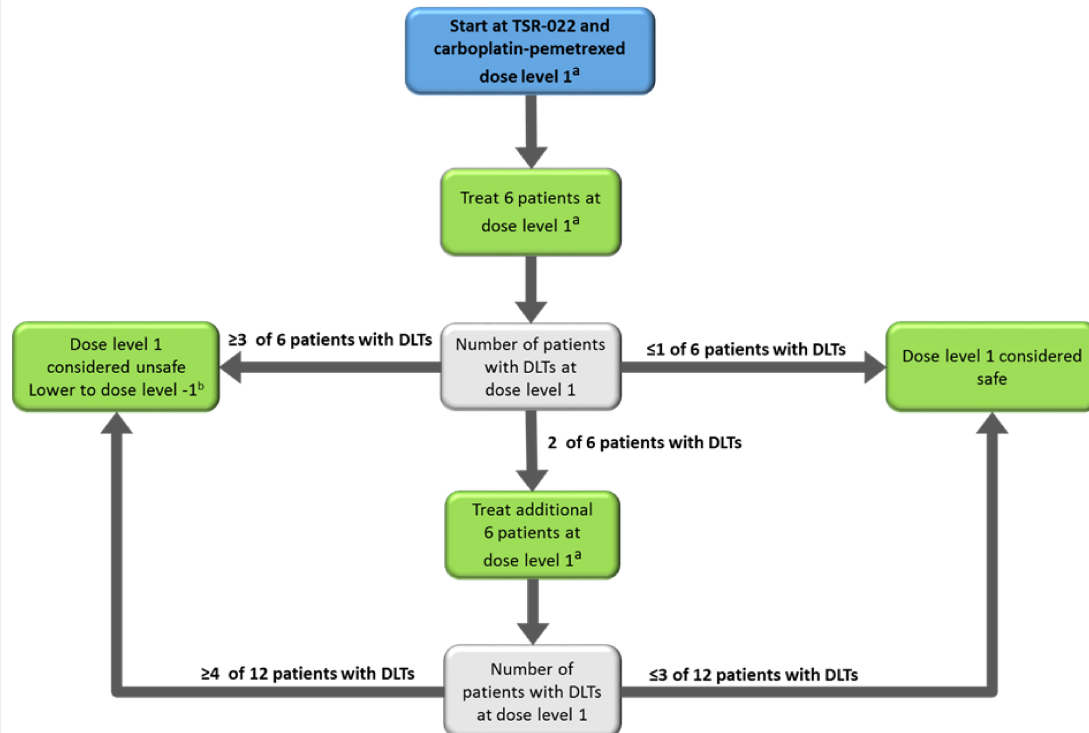 Start at TSR-022 and
carboplatin-pemetrexed
dose level 1a
Treat 6 patients at
dose level 1a
≥3 of 6 patients with DLTs
≤1 of 6 patients with DLTs
Dose level 1
considered unsafe
Lower to dose level -1b
Number of patients
with DLTs at
dose level 1
Dose level 1 considered
safe
2 of 6 patients with DLTs
Treat additional
6 patients at
dose level 1a
≥4 of 12 patients with DLTs
≤3 of 12 patients with DLTs
Number of
patients with DLTs
at dose level 1